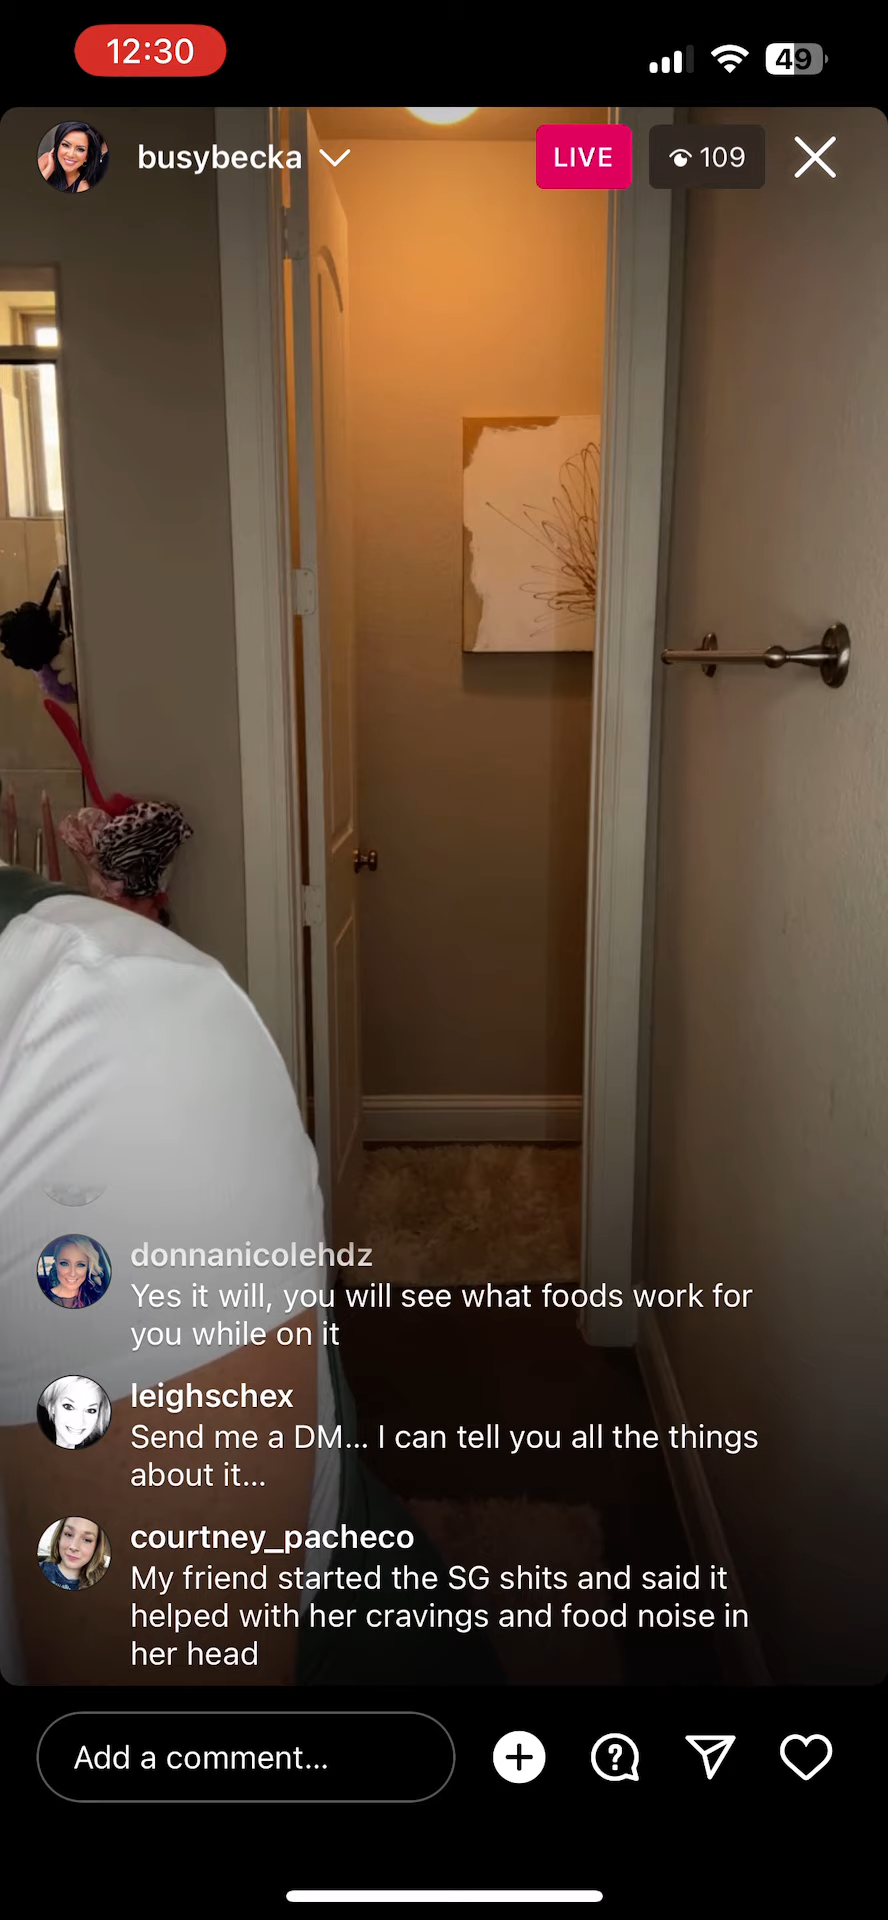 12:30
49
busybecka
LIVE
109
donnanicolehdz
Yes it will, you will see what foods work for
you while on it
leighschex
Send me a DM... I can tell you all the things
about it...
courtney_pacheco
My friend started the SG shits and said it
helped with her cravings and food noise in
her head
Add a comment...